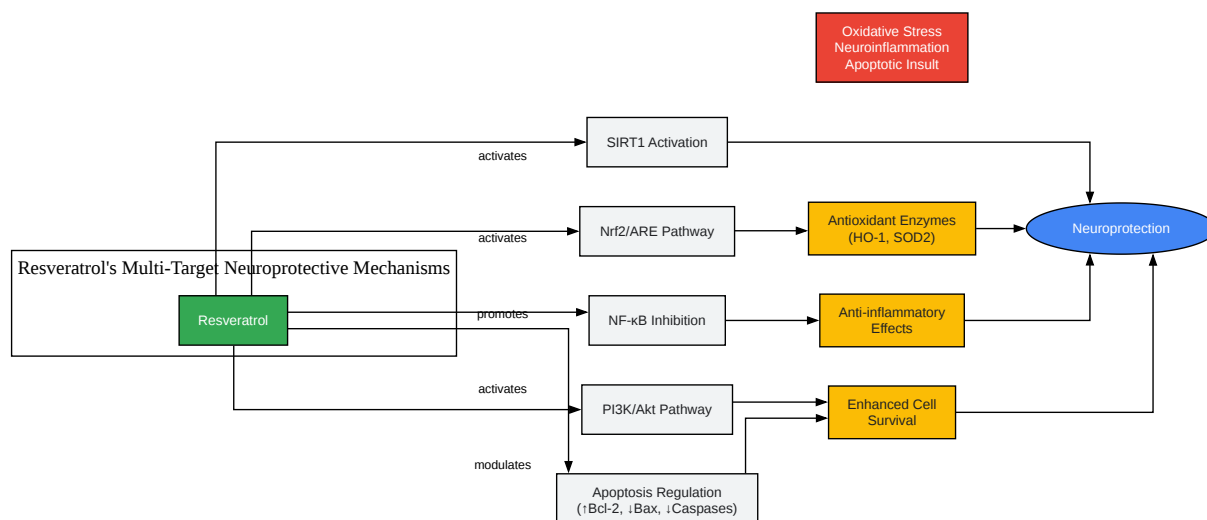 Oxidative Stress
Neuroinflammation
Apoptotic Insult
SIRT1 Activation
activates
Nrf2/ARE Pathway
activates
Antioxidant Enzymes
(HO-1, SOD2)
Neuroprotection
Resveratrol's Multi-Target Neuroprotective Mechanisms
Resveratrol
promotes
NF-κB Inhibition
Anti-inflammatory
Effects
activates
PI3K/Akt Pathway
Enhanced Cell
Survival
modulates
Apoptosis Regulation
(↑Bcl-2, ↓Bax, ↓Caspases)